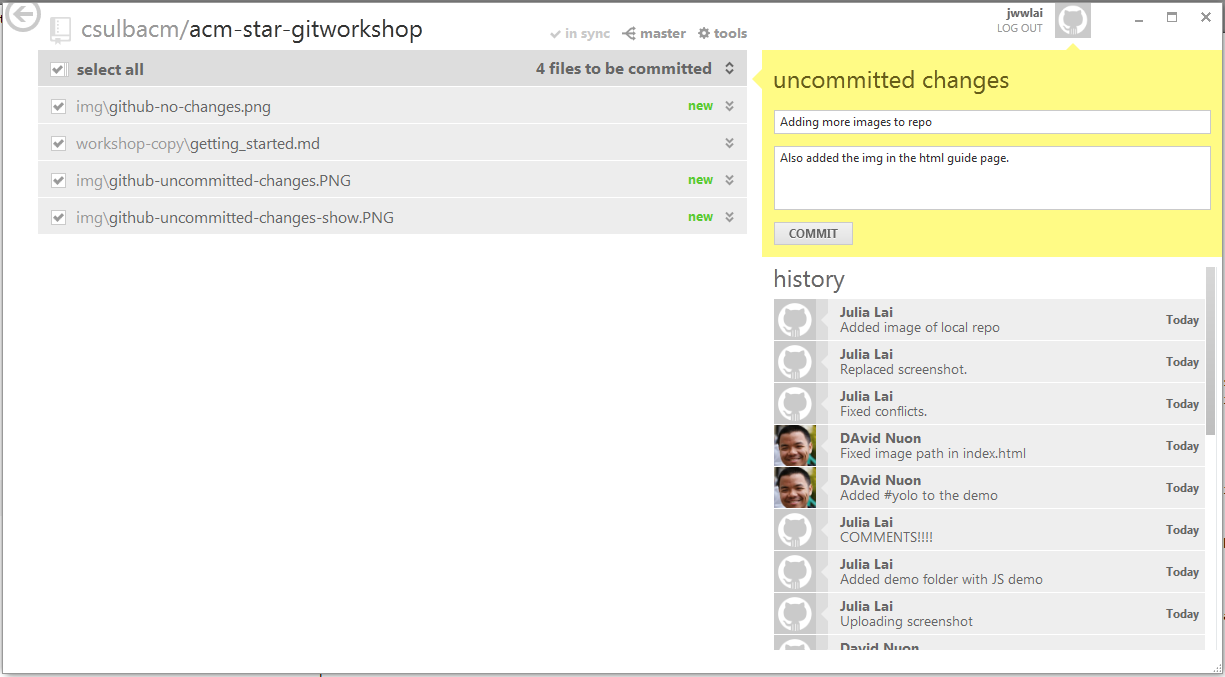 csulbacm/acm-star-gitworkshop
in sync
master
tools
jwwlai
LOG OUT
select all
4 files to be committed
img\github-no-changes.png
new
workshop-copy\getting_started.md
img\github-uncommitted-changes.PNG
new
img\github-uncommitted-changes-show.PNG
new
uncommitted changes
Adding more images to repo
Also added the img in the html guide page.
COMMIT
history
Julia Lai
Added image of local repo
Today
Julia Lai
Replaced screenshot.
Today
Julia Lai
Fixed conflicts.
Today
DAvid Nuon
Fixed image path in index.html
Today
DAvid Nuon
Added #yolo to the demo
Today
Julia Lai
COMMENTS!!!!
Today
Julia Lai
Added demo folder with JS demo
Today
Julia Lai
Uploading screenshot
Today
David Nuon